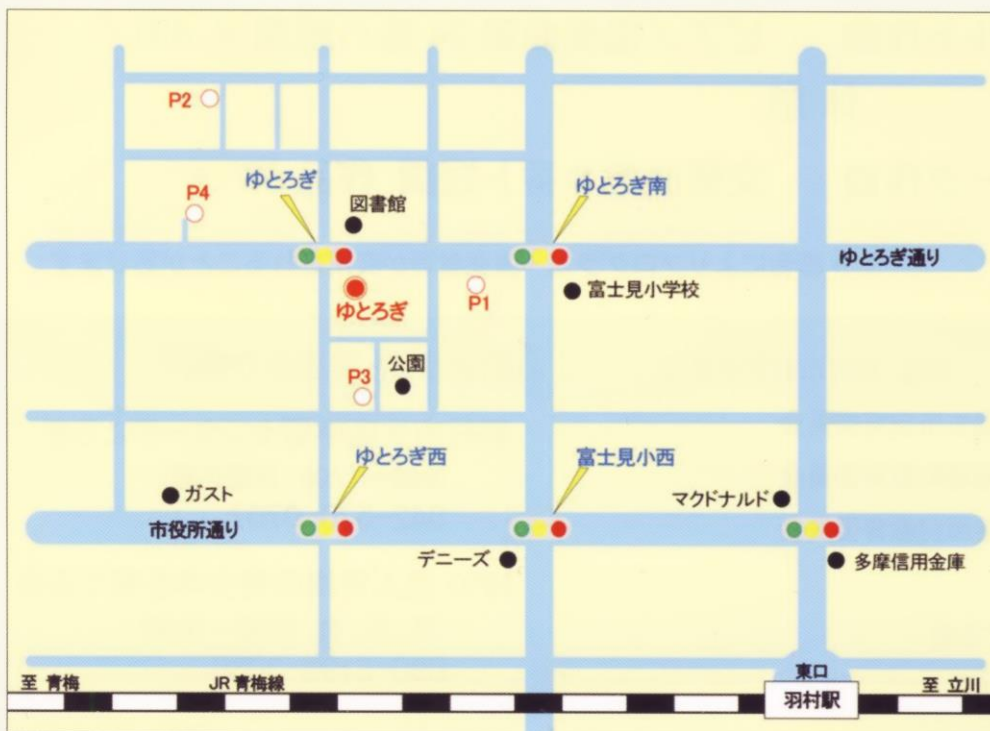 P2
P4
ゆとろぎ
図書館
ゆとろぎ南
ゆとろぎ通り
ゆとろぎ
P1
富士見小学校
P3
公園
ゆとろぎ西
富士見小西
ガスト
マクドナルド
市役所通り
デニーズ
多摩信用金庫
東口
至 青梅
JR 青梅線
羽村駅
至 立川